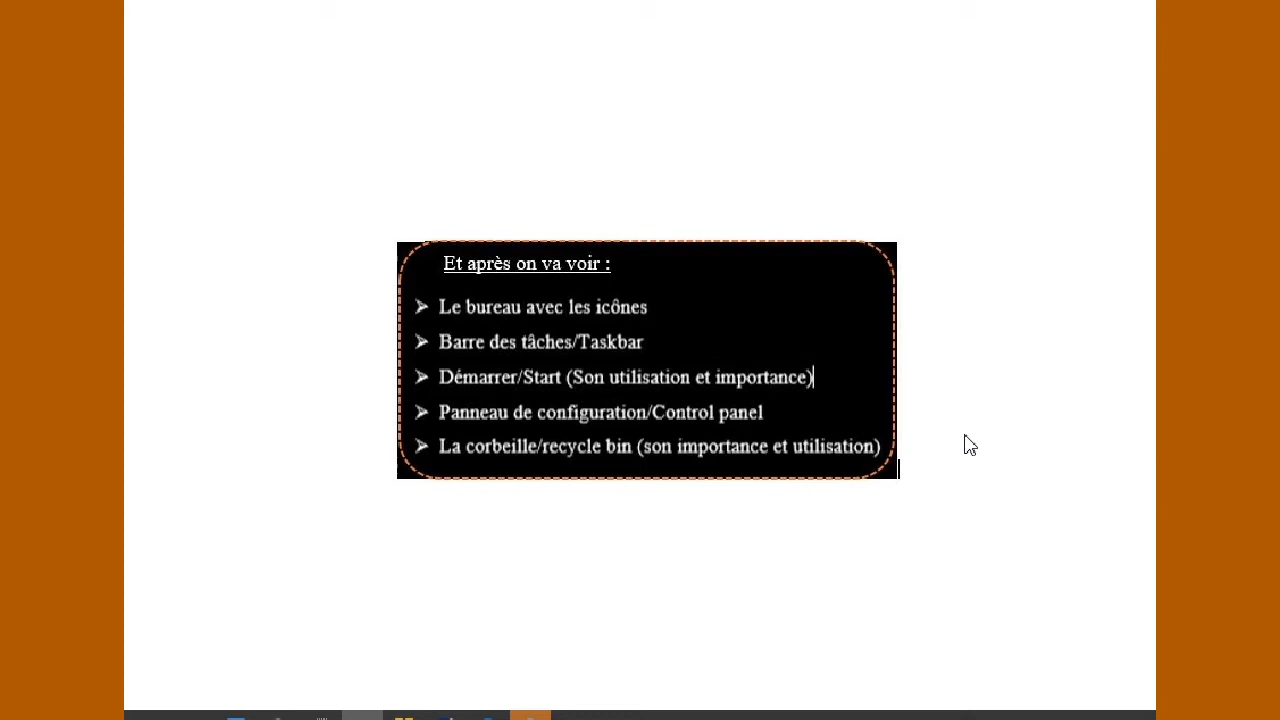 Et après on va voir :
Le bureau avec les icônes
Barre des tâches/Taskbar
Démarrer/Start (Son utilisation et importance)
Panneau de configuration/Control panel
La corbeille/recycle bin (son importance et utilisation)